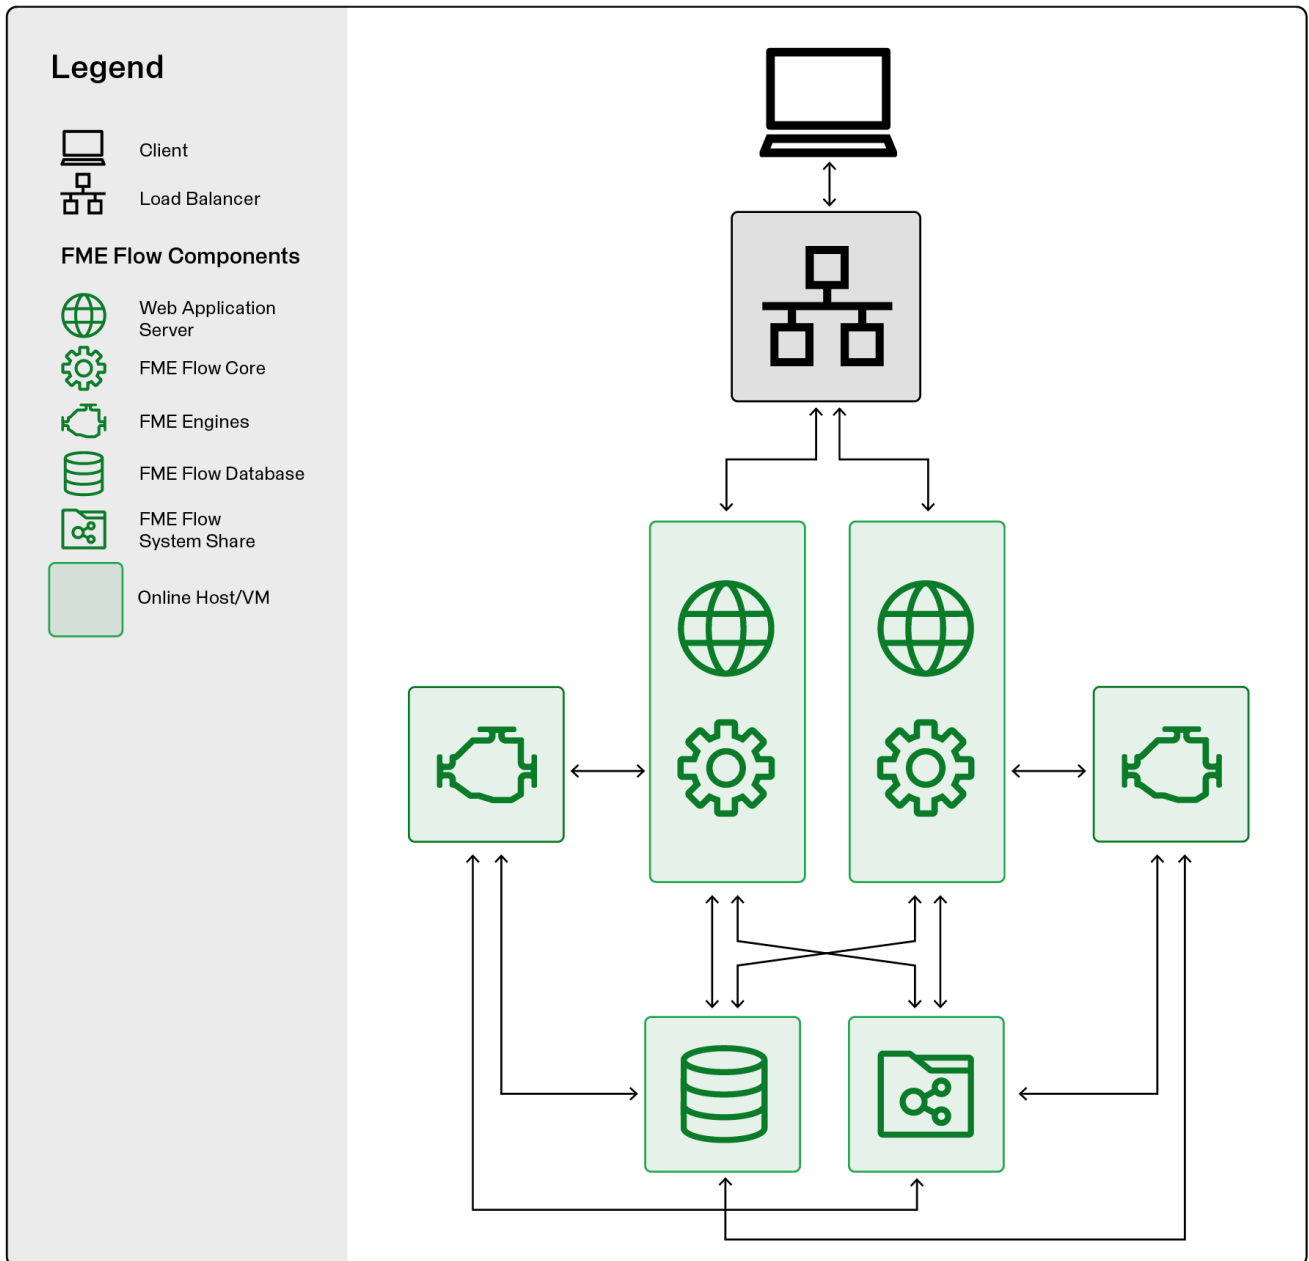 Legend
Client
Load Balancer
FME Flow Components
Web Application
Server
FME Flow Core
FME Engines
FME Flow Database
FME Flow
System Share
Online Host/VM